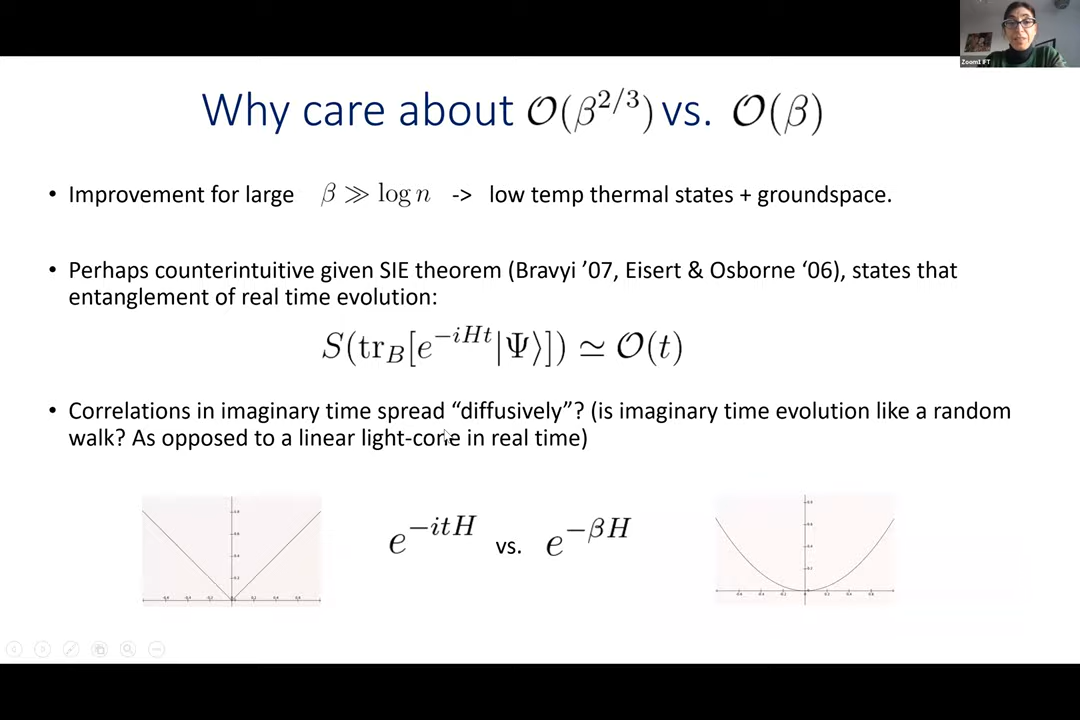 ZoomI IFT
Why care about 𝒪(β^{2/3}) vs. 𝒪(β)
• Improvement for large β ≫ log n -> low temp thermal states + groundspace.
• Perhaps counterintuitive given SIE theorem (Bravyi ’07, Eisert & Osborne ‘06), states that
entanglement of real time evolution:
S(tr_B[e^{-iHt}|Ψ⟩]) ≃ 𝒪(t)
• Correlations in imaginary time spread “diffusively”? (is imaginary time evolution like a random
walk? As opposed to a linear light-cone in real time)
e^{-itH} vs. e^{-βH}